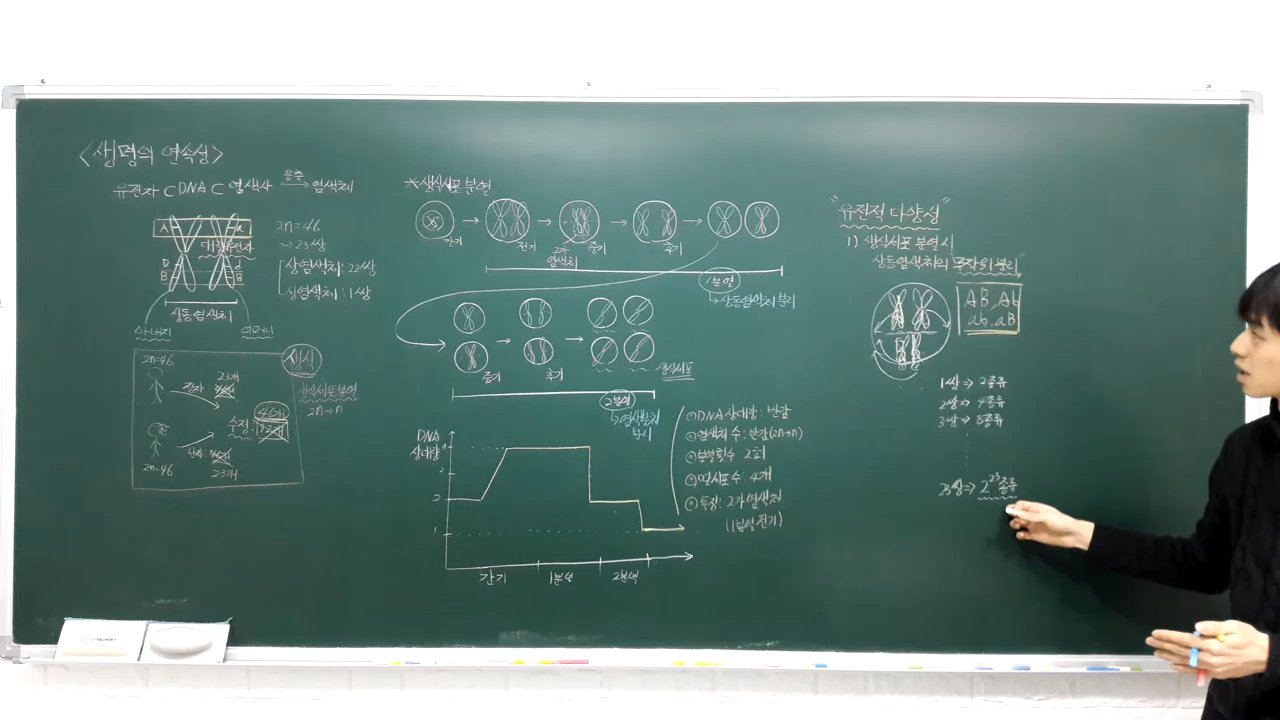 <생명의 연속성>
유전자 ⊂ DNA ⊂ 염색사 응축→ 염색체
A a
대립유전자
D d
B B
상동염색체
아버지 어머니
2n=46
→ 23쌍
상염색체: 22쌍
성염색체: 1쌍
생식
2n=46
23개
정자
46개
수정
난자
23개
2n=46
생식세포분열
2n→n
*생식세포 분열
간기 전기 중기 후기
2가
염색체
1분열
↳상동염색체 분리
중기 후기
생식세포
2분열
↳염색분체
분리
DNA
상대량
4
2
2
1
간기 1분열 2분열
①DNA 상대량: 반감
②염색체 수: 반감(2n→n)
③분열횟수 2회
④딸세포수: 4개
⑤특징: 2가 염색체
(1분열 전기)
"유전적 다양성"
1) 생식세포 분열시
상동염색체의 "무작위 분리"
AB, Ab
ab, aB
1쌍 ⇒ 2종류
2쌍 ⇒ 4종류
3쌍 ⇒ 8종류
23쌍 ⇒ 2²³종류